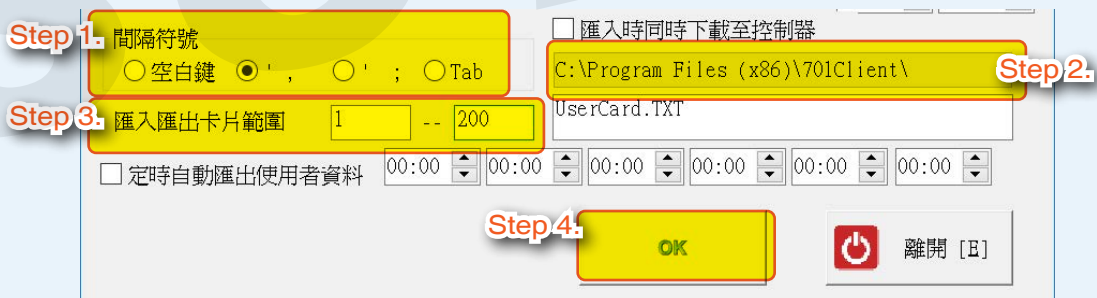 Step 1.
間隔符號
空白鍵 ' , ' ; Tab
匯入時同時下載至控制器
C:\Program Files (x86)\701Client\
Step 2.
UserCard.TXT
Step 3.
匯入匯出卡片範圍 1 -- 200
定時自動匯出使用者資料 00:00 00:00 00:00 00:00 00:00 00:00
Step 4.
OK
離開 [E]